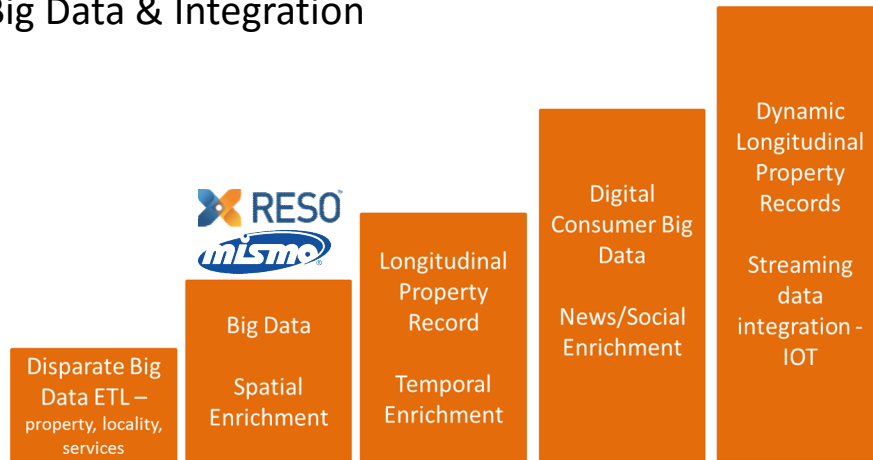 Big Data & Integration
RESO
mismo
Disparate Big
Data ETL –
property, locality,
services
Big Data
Spatial
Enrichment
Longitudinal
Property
Record
Temporal
Enrichment
Digital
Consumer Big
Data
News/Social
Enrichment
Dynamic
Longitudinal
Property
Records
Streaming
data
integration -
IOT